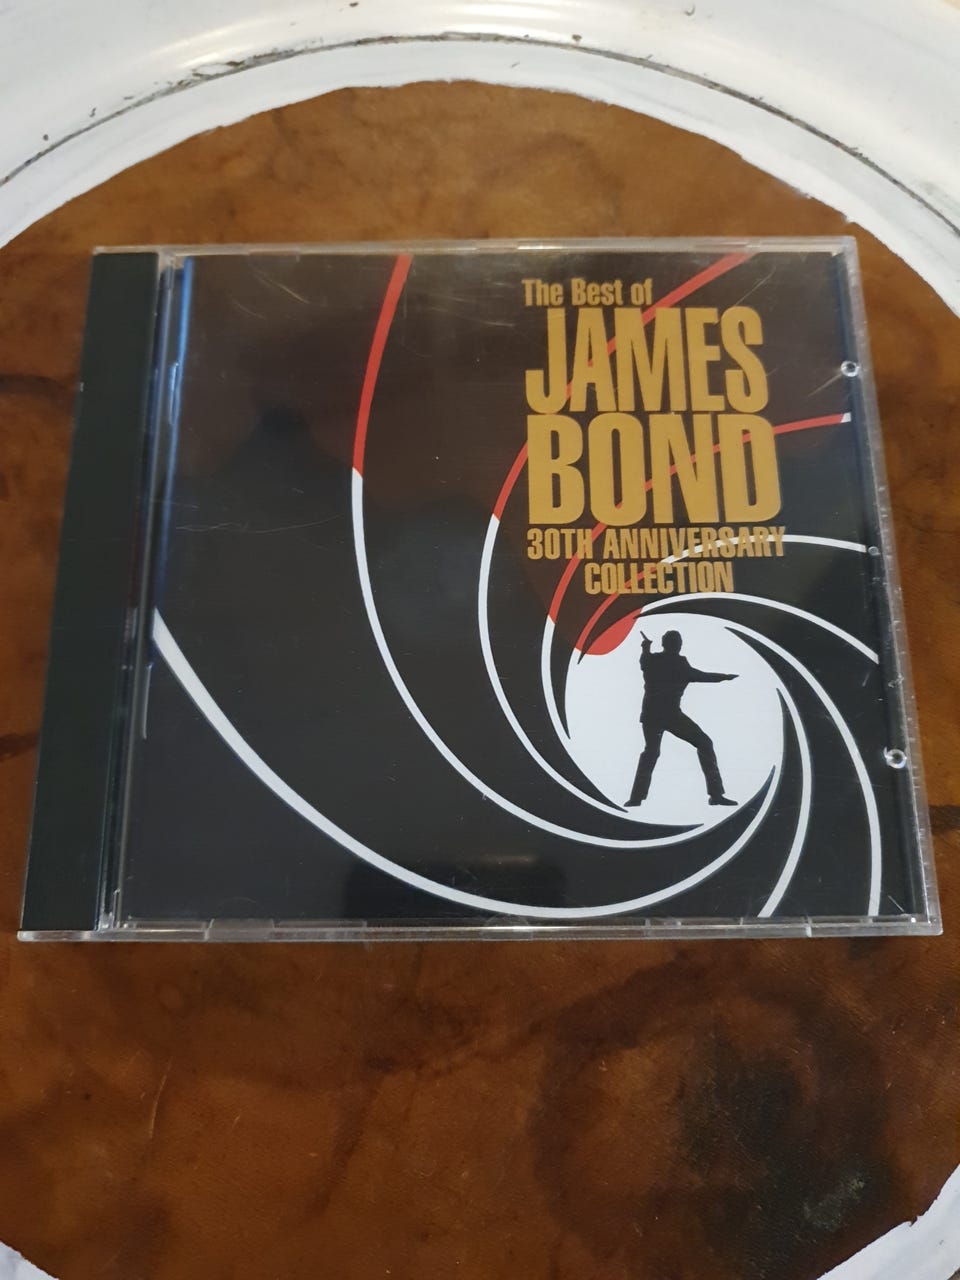 The Best of
JAMES
BOND
30TH ANNIVERSARY
COLLECTION